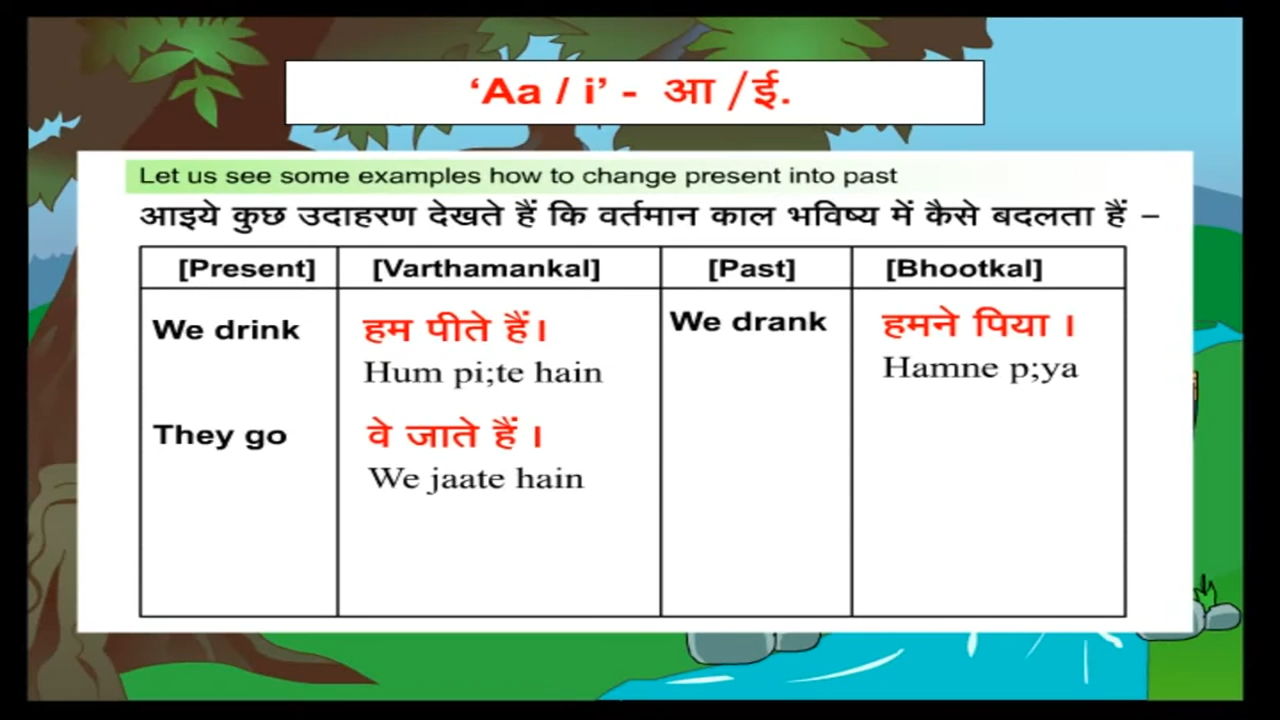 ‘Aa / i’ - आ /ई.
Let us see some examples how to change present into past
आइये कुछ उदाहरण देखते हैं कि वर्तमान काल भविष्य में कैसे बदलता हैं –
[Present] [Varthamankal] [Past] [Bhootkal]
We drink हम पीते हैं। We drank हमने पिया ।
Hum pi;te hain Hamne p;ya
They go वे जाते हैं ।
We jaate hain